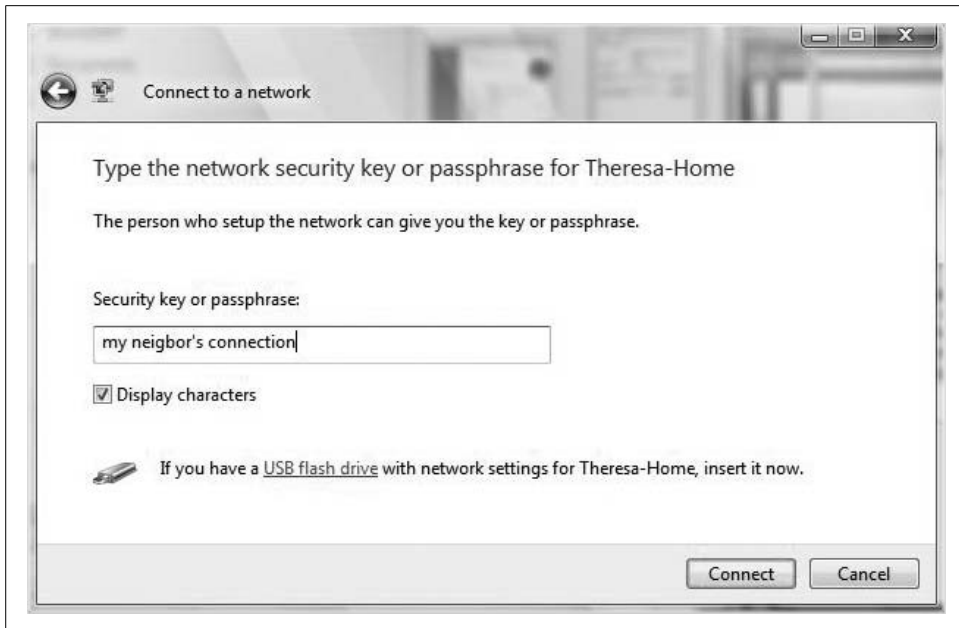 Connect to a network
Type the network security key or passphrase for Theresa-Home
The person who setup the network can give you the key or passphrase.
Security key or passphrase:
my neigbor's connection
Display characters
If you have a USB flash drive with network settings for Theresa-Home, insert it now.
Connect
Cancel